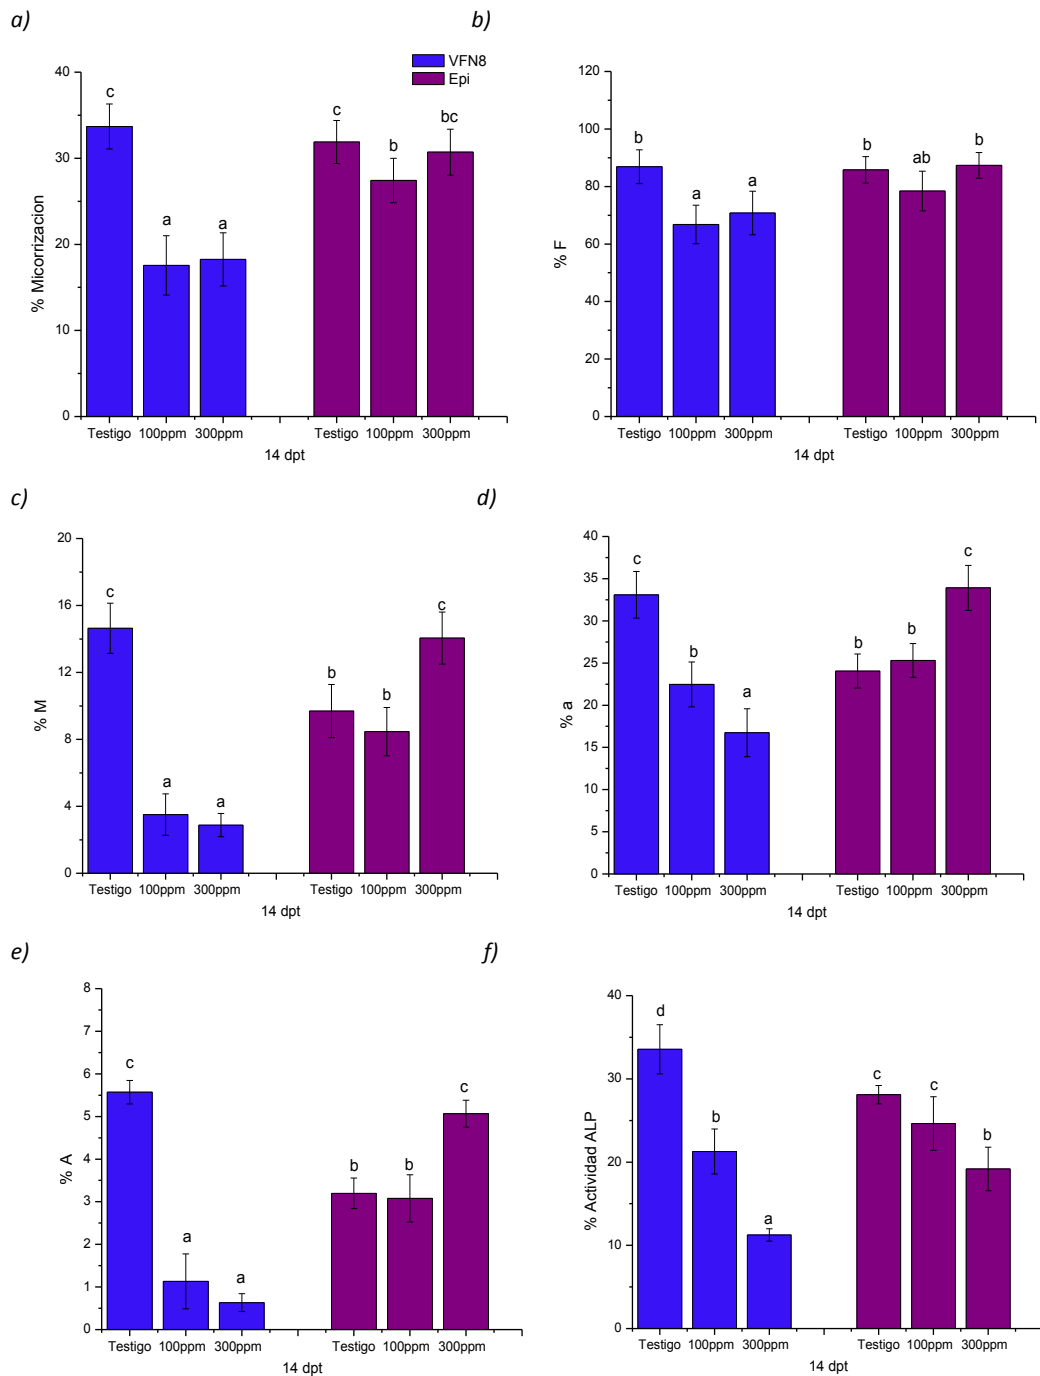 a)
VFN8
Epi
% Micorrizacion
40
30
20
10
0
c
a
a
c
b
bc
Testigo 100ppm 300ppm Testigo 100ppm 300ppm
14 dpt
b)
% F
120
100
80
60
40
20
0
b
a
a
b
ab
b
Testigo 100ppm 300ppm Testigo 100ppm 300ppm
14 dpt
c)
% M
20
16
12
8
4
0
c
a
a
b
b
c
Testigo 100ppm 300ppm Testigo 100ppm 300ppm
14 dpt
d)
% a
40
35
30
25
20
15
10
5
0
c
b
a
b
b
c
Testigo 100ppm 300ppm Testigo 100ppm 300ppm
14 dpt
e)
% A
8
7
6
5
4
3
2
1
0
c
a
a
b
b
c
Testigo 100ppm 300ppm Testigo 100ppm 300ppm
14 dpt
f)
% Actividad ALP
40
30
20
10
0
d
b
a
c
c
b
Testigo 100ppm 300ppm Testigo 100ppm 300ppm
14 dpt